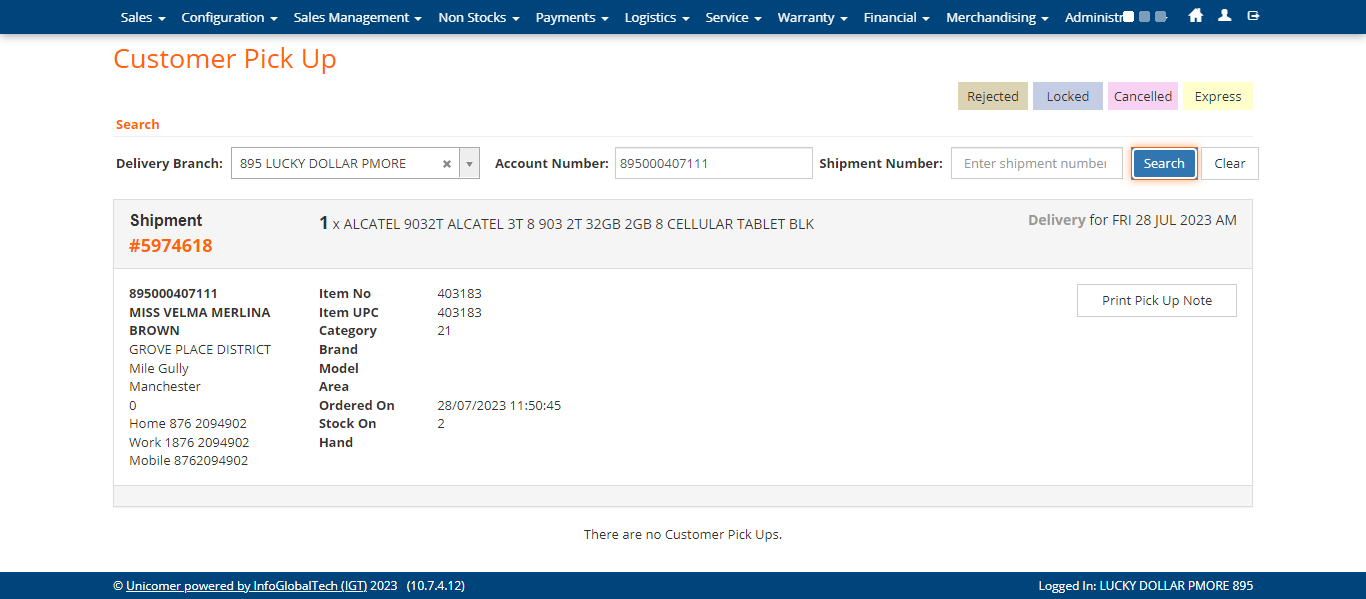 Sales Configuration Sales Management Non Stocks Payments Logistics Service Warranty Financial Merchandising Administr
Customer Pick Up
Rejected Locked Cancelled Express
Search
Delivery Branch: 895 LUCKY DOLLAR PMORE Account Number: 895000407111 Shipment Number: Enter shipment number Search Clear
Shipment
#5974618
1 x ALCATEL 9032T ALCATEL 3T 8 903 2T 32GB 2GB 8 CELLULAR TABLET BLK
Delivery for FRI 28 JUL 2023 AM
895000407111
MISS VELMA MERLINA
BROWN
GROVE PLACE DISTRICT
Mile Gully
Manchester
0
Home 876 2094902
Work 1876 2094902
Mobile 8762094902
Item No 403183
Item UPC 403183
Category 21
Brand
Model
Area
Ordered On 28/07/2023 11:50:45
Stock On 2
Hand
Print Pick Up Note
There are no Customer Pick Ups.
© Unicomer powered by InfoGlobalTech (IGT) 2023 (10.7.4.12)
Logged In: LUCKY DOLLAR PMORE 895